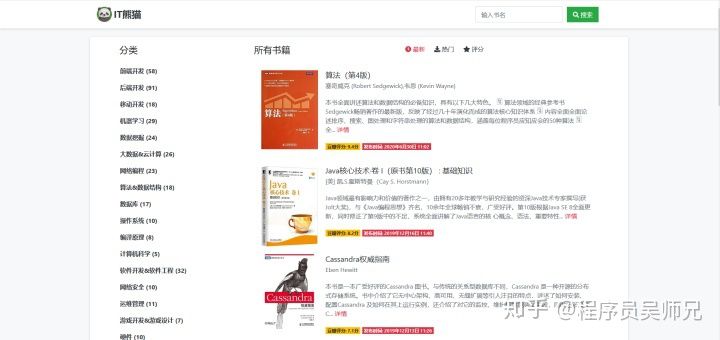 IT熊猫
输入书名
搜索
分类
所有书籍
最新
热门
评分
前端开发 (58)
后端开发 (91)
移动开发 (18)
机器学习 (29)
数据挖掘 (24)
大数据&云计算 (26)
网络编程 (23)
算法&数据结构 (18)
数据库 (17)
操作系统 (10)
编译原理 (8)
计算机科学 (5)
软件开发&软件工程 (32)
网络安全 (10)
运维管理 (11)
游戏开发&游戏设计 (7)
硬件 (10)
算法
算法（第4版）
塞奇威克 (Robert Sedgewick),韦恩 (Kevin Wayne)
本书全面讲述算法和数据结构的必备知识，具有以下几大特色。 算法领域的经典参考书
Sedgewick畅销著作的最新版，反映了经过几十年演化而成的算法核心知识体系 内容全面全面论
述排序、搜索、图处理和字符串处理的算法和数据结构，涵盖每位程序员应知应会的50种算法
全... 详情
豆瓣评分: 9.4分
发布时间: 2020年6月30日 11:02
Java
核心技术 卷I
Java核心技术·卷 I（原书第10版）: 基础知识
[美] 凯.S.霍斯特曼（Cay S. Horstmann）
Java领域最有影响力和价值的著作之一，由拥有20多年教学与研究经验的资深Java技术专家撰写(获
Jolt大奖)，与《Java编程思想》齐名，10余年全球畅销不衰，广受好评。第10版根据Java SE 8全面更
新，同时修正了第9版中的不足，系统全面讲解了Java语言的核 心概念、语法、重要特性... 详情
豆瓣评分: 8.2分
发布时间: 2019年12月16日 11:40
Cassandra
Cassandra权威指南
Eben Hewitt
本书是一本广受好评的Cassandra 图书。与传统的关系型数据库不同，Cassandra 是一种开源的分布
式存储系统。书中介绍了它无中心架构、高可用、无缝扩展等引人注目的特点，讲述了如何安装、
配置Cassandra 及如何在其上运行实例，还介绍了对它的监控、维护
C... 详情
豆瓣评分: 7.1分
发布时间: 2019年12月13日 11:26
知乎 @程序员吴师兄